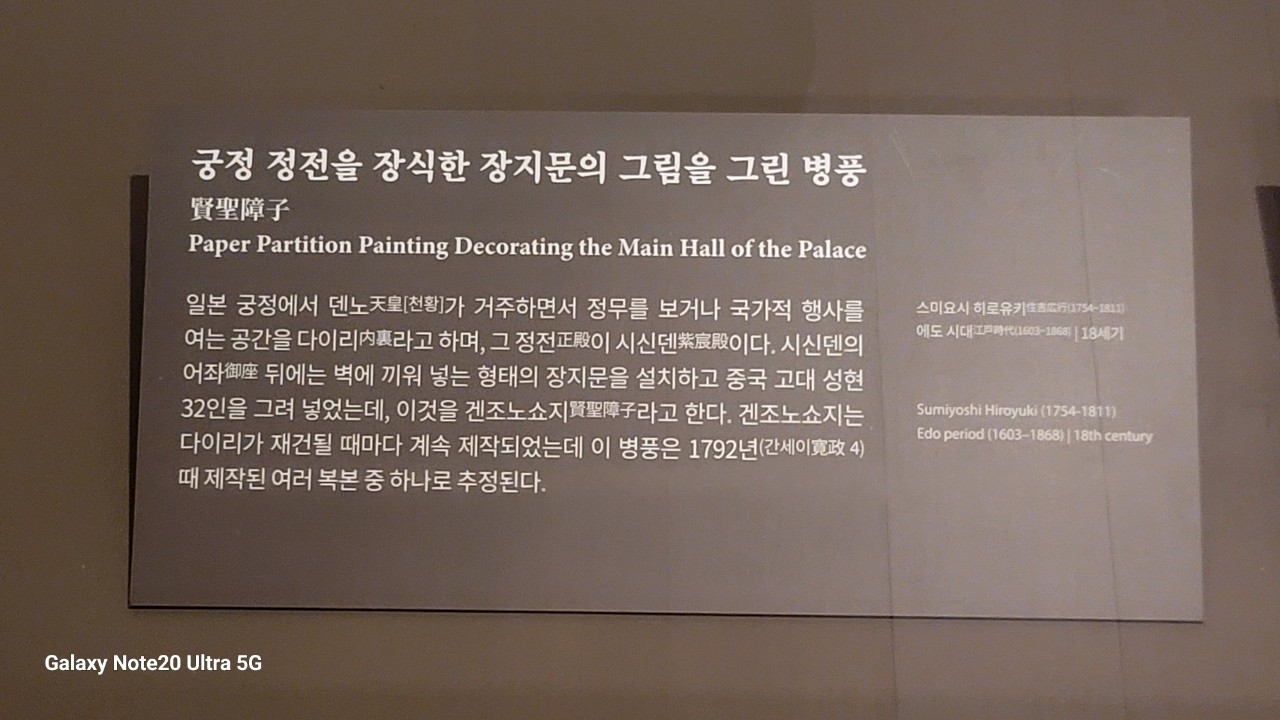 궁정 정전을 장식한 장지문의 그림을 그린 병풍
賢聖障子
Paper Partition Painting Decorating the Main Hall of the Palace
일본 궁정에서 덴노天皇[천황]가 거주하면서 정무를 보거나 국가적 행사를
여는 공간을 다이리内裏라고 하며, 그 정전正殿이 시신덴紫宸殿이다. 시신덴의
어좌御座 뒤에는 벽에 끼워 넣는 형태의 장지문을 설치하고 중국 고대 성현
32인을 그려 넣었는데, 이것을 겐조노쇼지賢聖障子라고 한다. 겐조노쇼지는
다이리가 재건될 때마다 계속 제작되었는데 이 병풍은 1792년(간세이寛政 4)
때 제작된 여러 복본 중 하나로 추정된다.
스미요시 히로유키住吉広行(1754-1811)
에도 시대江戸時代(1603-1868) | 18세기
Sumiyoshi Hiroyuki (1754-1811)
Edo period (1603–1868) | 18th century
Galaxy Note20 Ultra 5G